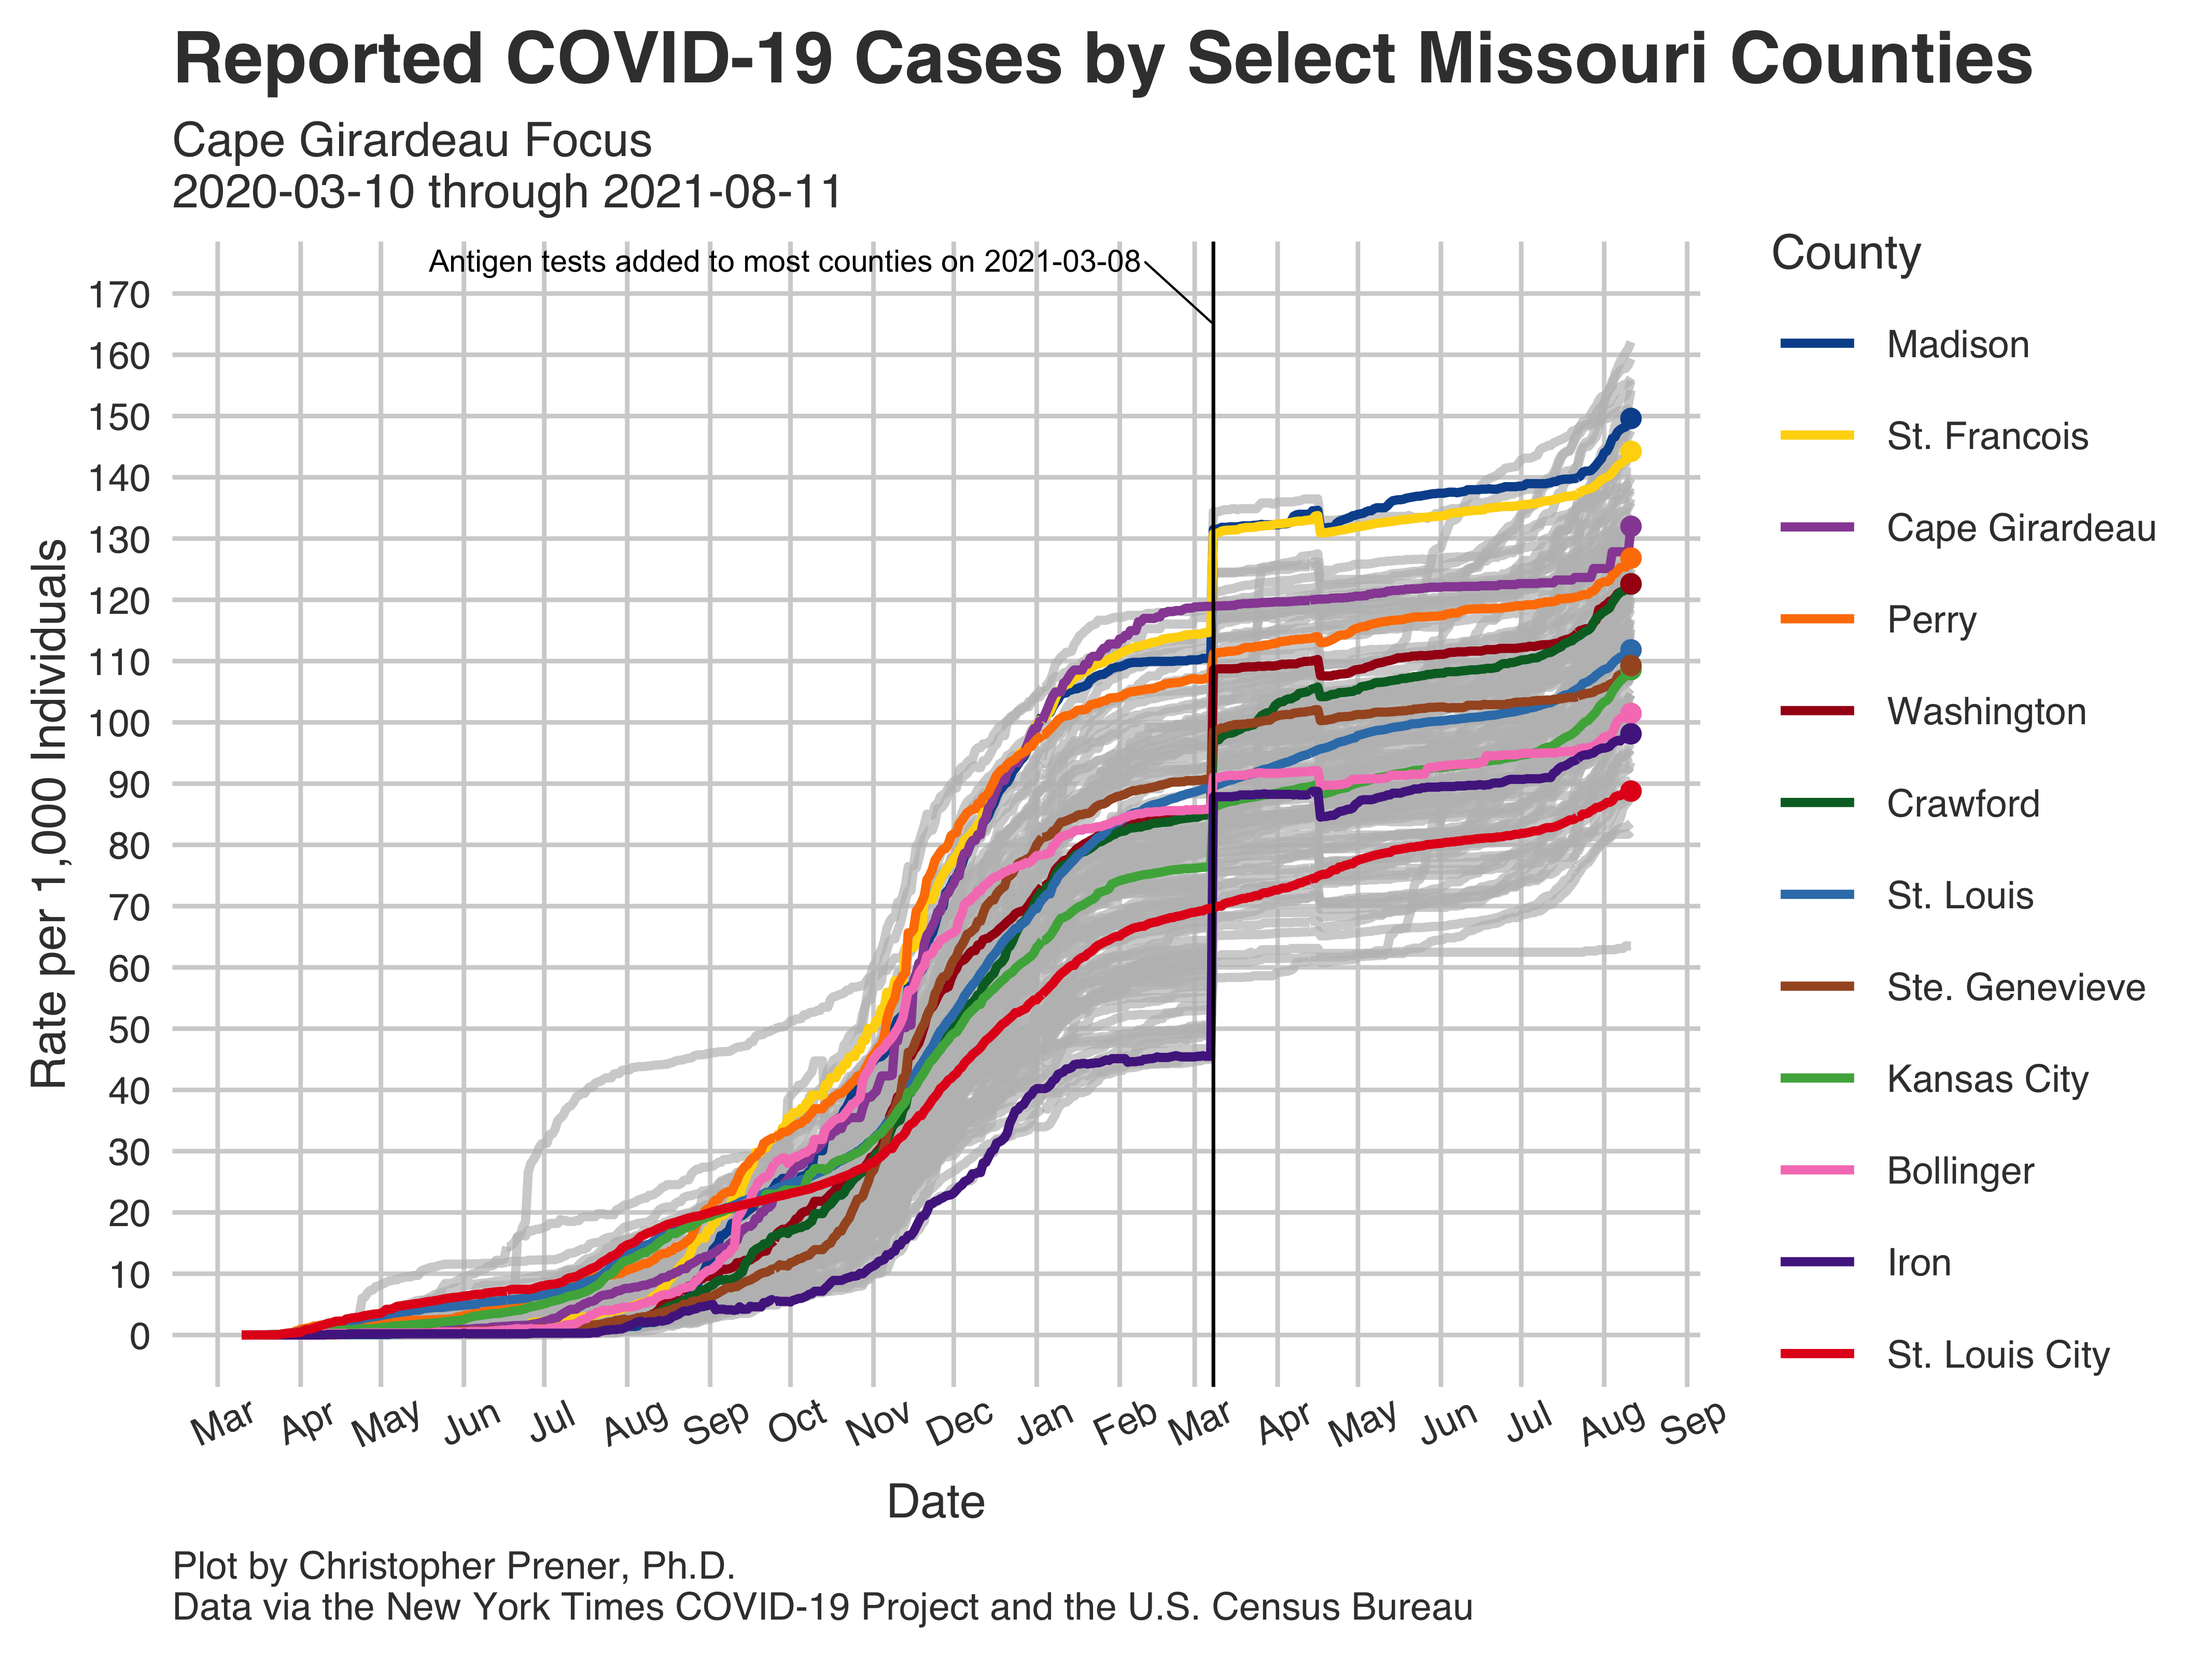 Reported COVID-19 Cases by Select Missouri Counties
Cape Girardeau Focus
2020-03-10 through 2021-08-11
Antigen tests added to most counties on 2021-03-08
Rate per 1,000 Individuals
170
160
150
140
130
120
110
100
90
80
70
60
50
40
30
20
10
0
Mar Apr May Jun Jul Aug Sep Oct Nov Dec Jan Feb Mar Apr May Jun Jul Aug Sep
Date
County
Madison
St. Francois
Cape Girardeau
Perry
Washington
Crawford
St. Louis
Ste. Genevieve
Kansas City
Bollinger
Iron
St. Louis City
Plot by Christopher Prener, Ph.D.
Data via the New York Times COVID-19 Project and the U.S. Census Bureau